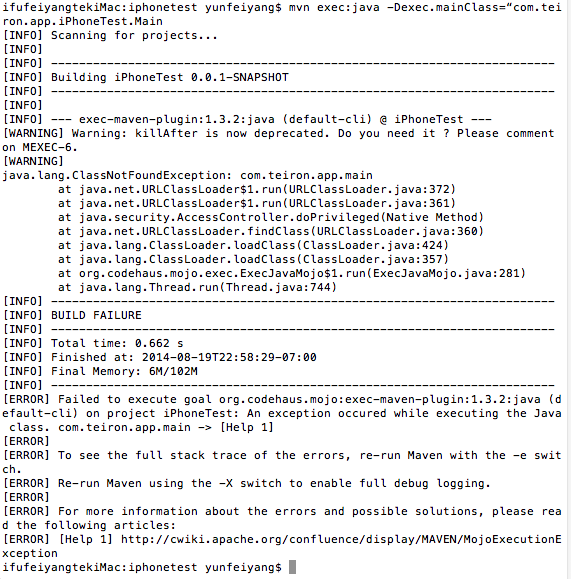 ifufeiyangtekiMac:iphonetest yunfeiyang$ mvn exec:java -Dexec.mainClass=“com.tei
ron.app.iPhoneTest.Main
[INFO] Scanning for projects...
[INFO]
[INFO] ------------------------------------------------------------------------
[INFO] Building iPhoneTest 0.0.1-SNAPSHOT
[INFO] ------------------------------------------------------------------------
[INFO]
[INFO] --- exec-maven-plugin:1.3.2:java (default-cli) @ iPhoneTest ---
[WARNING] Warning: killAfter is now deprecated. Do you need it ? Please comment
on MEXEC-6.
[WARNING]
java.lang.ClassNotFoundException: com.teiron.app.main
at java.net.URLClassLoader$1.run(URLClassLoader.java:372)
at java.net.URLClassLoader$1.run(URLClassLoader.java:361)
at java.security.AccessController.doPrivileged(Native Method)
at java.net.URLClassLoader.findClass(URLClassLoader.java:360)
at java.lang.ClassLoader.loadClass(ClassLoader.java:424)
at java.lang.ClassLoader.loadClass(ClassLoader.java:357)
at org.codehaus.mojo.exec.ExecJavaMojo$1.run(ExecJavaMojo.java:281)
at java.lang.Thread.run(Thread.java:744)
[INFO] ------------------------------------------------------------------------
[INFO] BUILD FAILURE
[INFO] ------------------------------------------------------------------------
[INFO] Total time: 0.662 s
[INFO] Finished at: 2014-08-19T22:58:29-07:00
[INFO] Final Memory: 6M/102M
[INFO] ------------------------------------------------------------------------
[ERROR] Failed to execute goal org.codehaus.mojo:exec-maven-plugin:1.3.2:java (d
efault-cli) on project iPhoneTest: An exception occured while executing the Java
class. com.teiron.app.main -> [Help 1]
[ERROR]
[ERROR] To see the full stack trace of the errors, re-run Maven with the -e swit
ch.
[ERROR] Re-run Maven using the -X switch to enable full debug logging.
[ERROR]
[ERROR] For more information about the errors and possible solutions, please rea
d the following articles:
[ERROR] [Help 1] http://cwiki.apache.org/confluence/display/MAVEN/MojoExecutionE
xception
ifufeiyangtekiMac:iphonetest yunfeiyang$